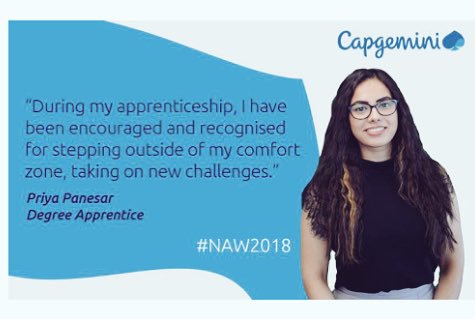 Capgemini
“During my apprenticeship, I have
been encouraged and recognised
for stepping outside of my comfort
zone, taking on new challenges.”
Priya Panesar
Degree Apprentice
#NAW2018